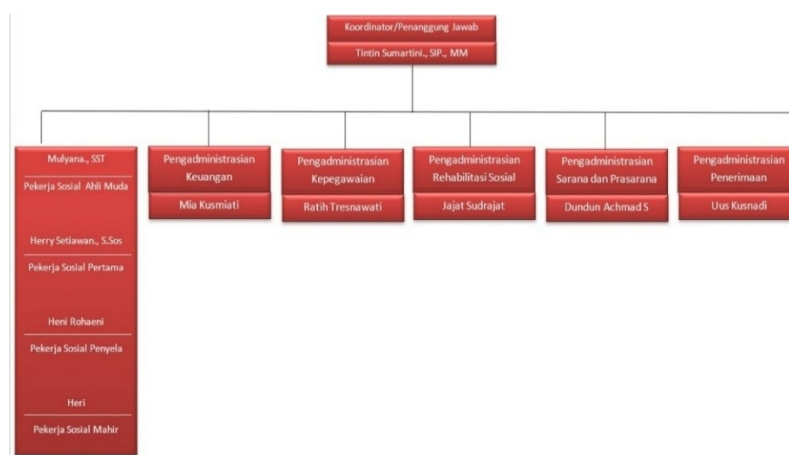 Koordinator/Penanggung Jawab
Tintin Sumartini., SIP., MM
Mulyana., SST
Pekerja Sosial Ahli Muda
Herry Setiawan., S.Sos
Pekerja Sosial Pertama
Heni Rohaeni
Pekerja Sosial Penyela
Heri
Pekerja Sosial Mahir
Pengadministrasian
Keuangan
Mia Kusmiati
Pengadministrasian
Kepegawaian
Ratih Tresnawati
Pengadministrasian
Rehabilitasi Sosial
Jajat Sudrajat
Pengadministrasian
Sarana dan Prasarana
Dundun Achmad S
Pengadministrasian
Penerimaan
Uus Kusnadi